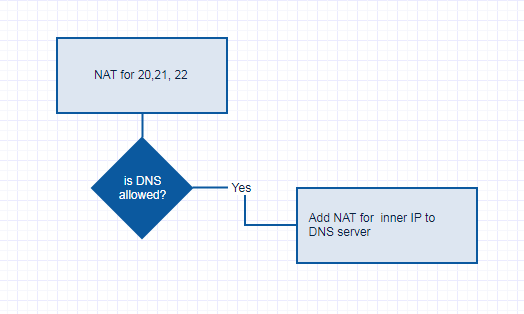 NAT for 20,21, 22
is DNS
allowed?
Yes
Add NAT for  inner IP to
DNS server